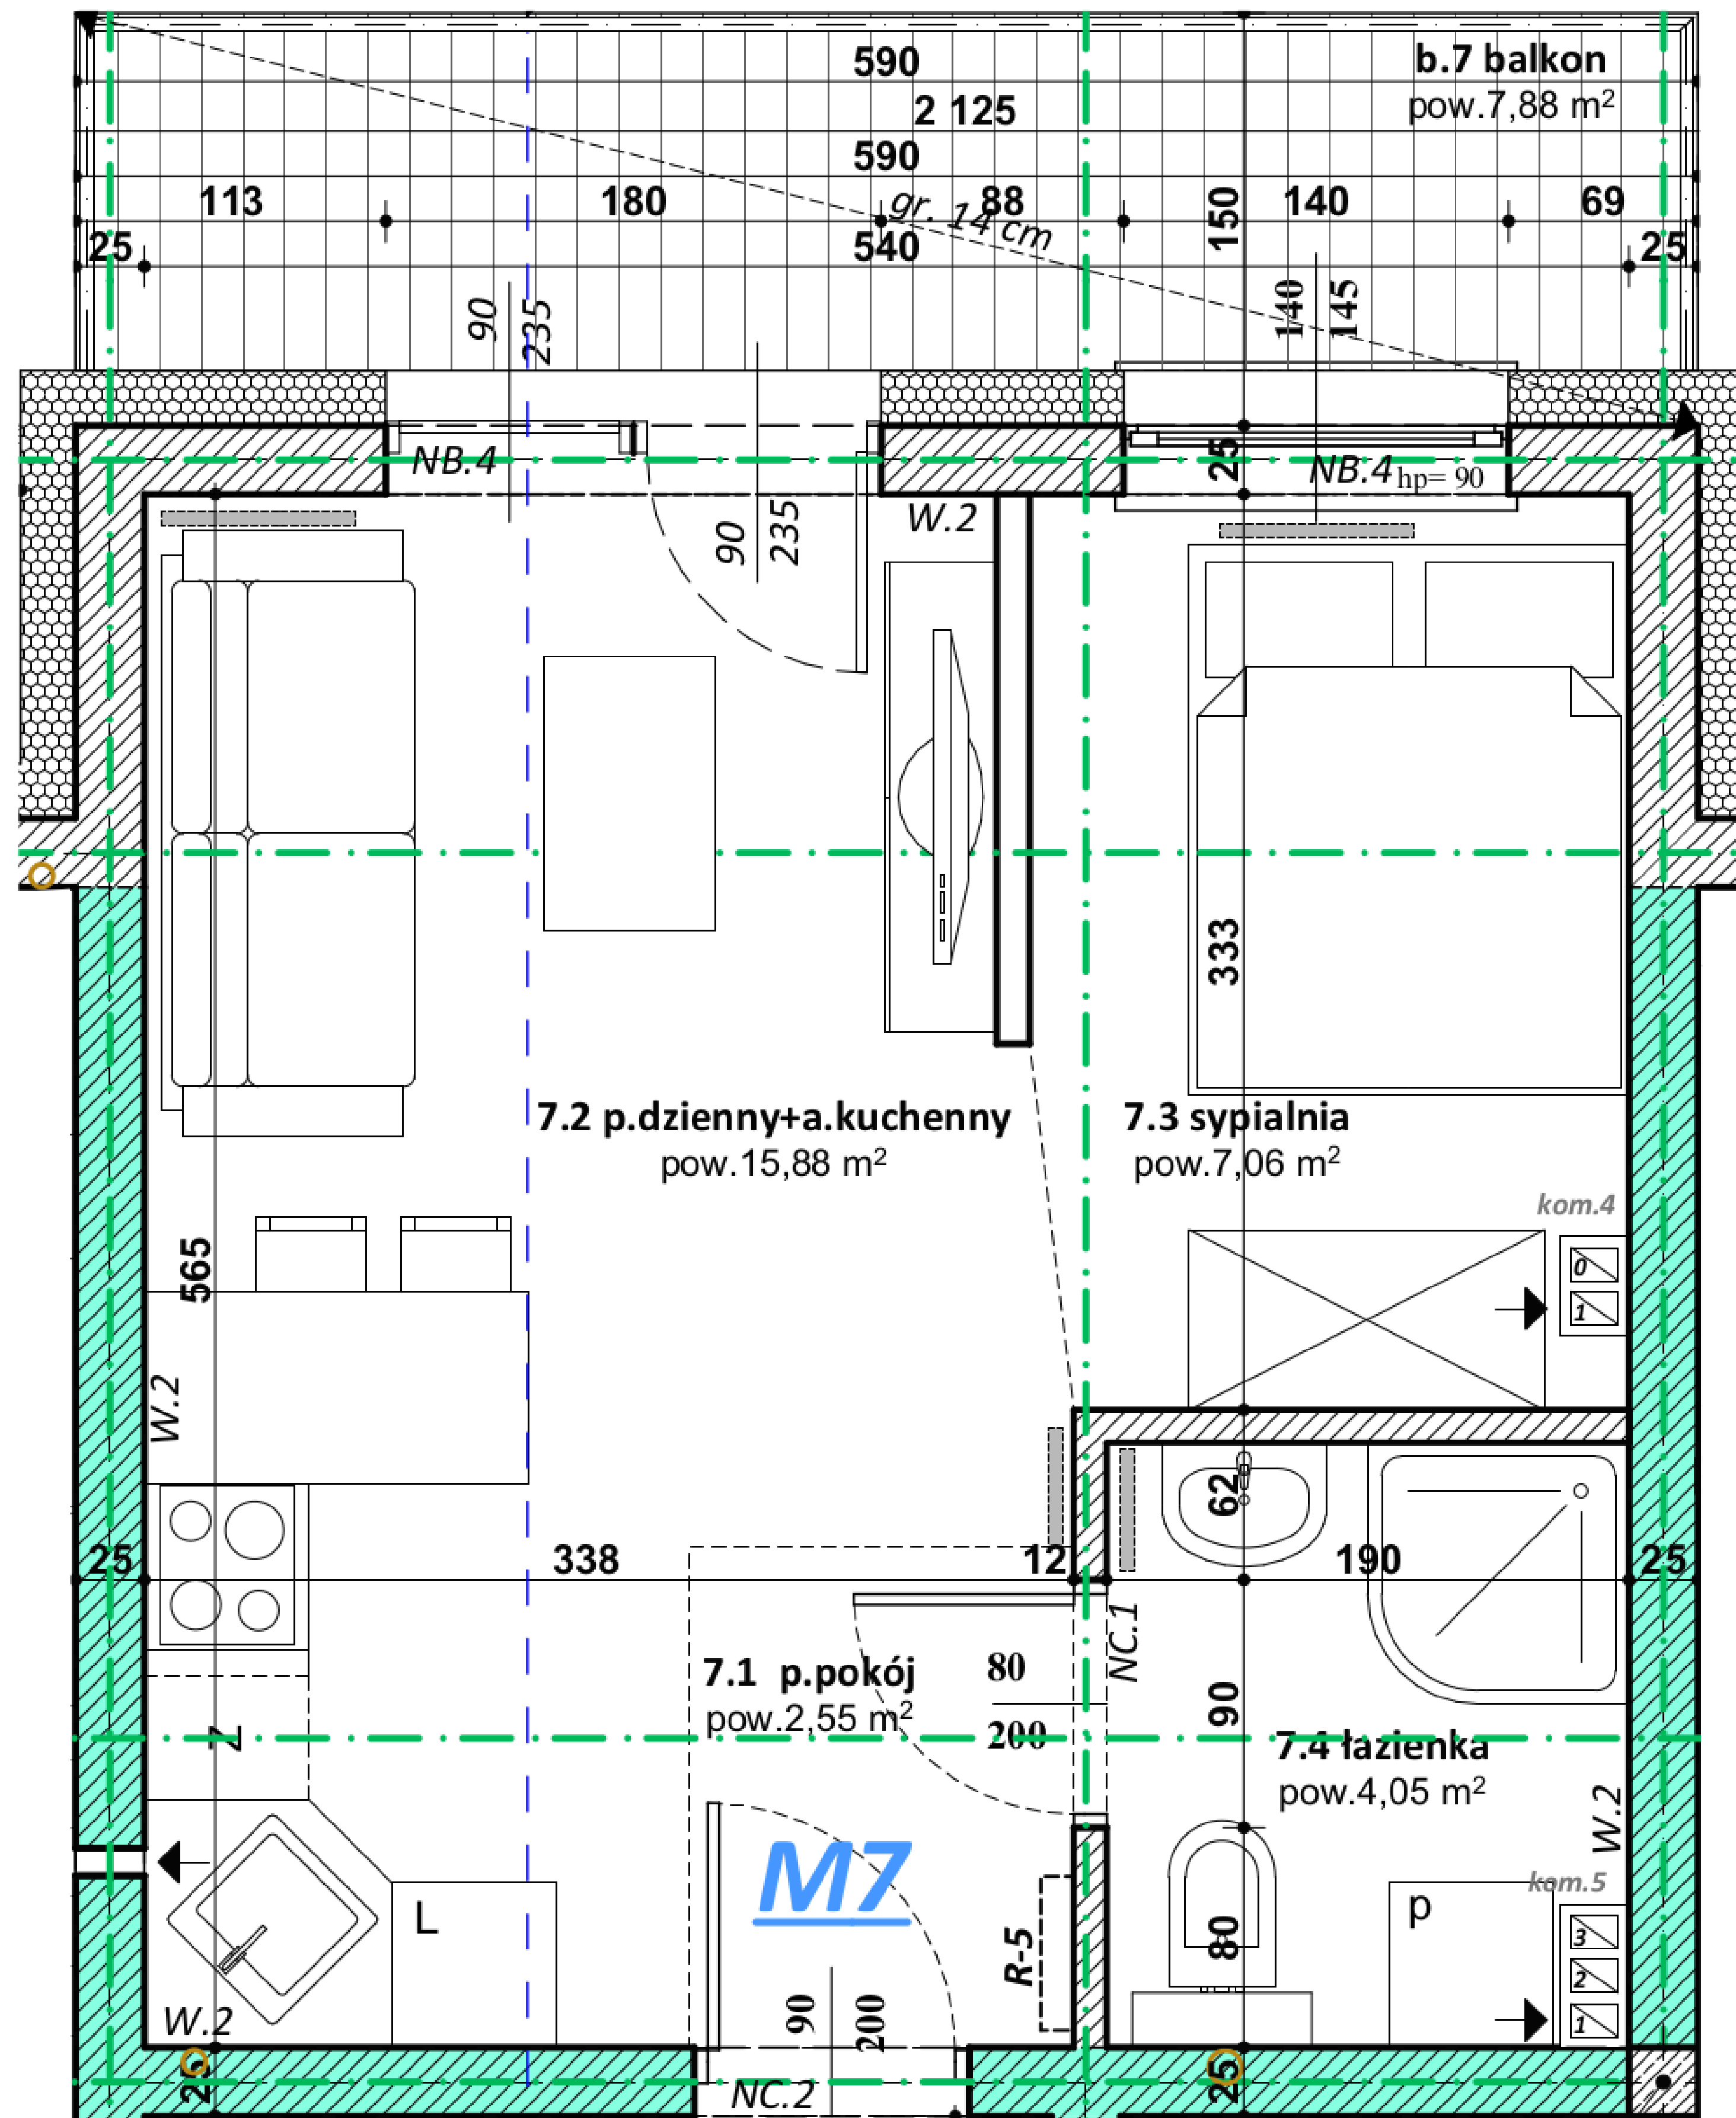 590
b.7 balkon
pow.7,88 m²
2 125
590
113
180
88
150
140
69
gr. 14 cm
25
540
25
90
235
140
145
NB.4
25
NB.4 hp= 90
W.2
90
235
333
7.2 p.dzienny+a.kuchenny
pow.15,88 m²
7.3 sypialnia
pow.7,06 m²
kom.4
0
1
565
W.2
62
25
338
12
190
25
NC.1
7.1 p.pokój
pow.2,55 m²
80
200
90
Z
7.4 łazienka
pow.4,05 m²
W.2
M7
kom.5
L
p
R-5
80
3
2
1
W.2
90
200
25
25
NC.2